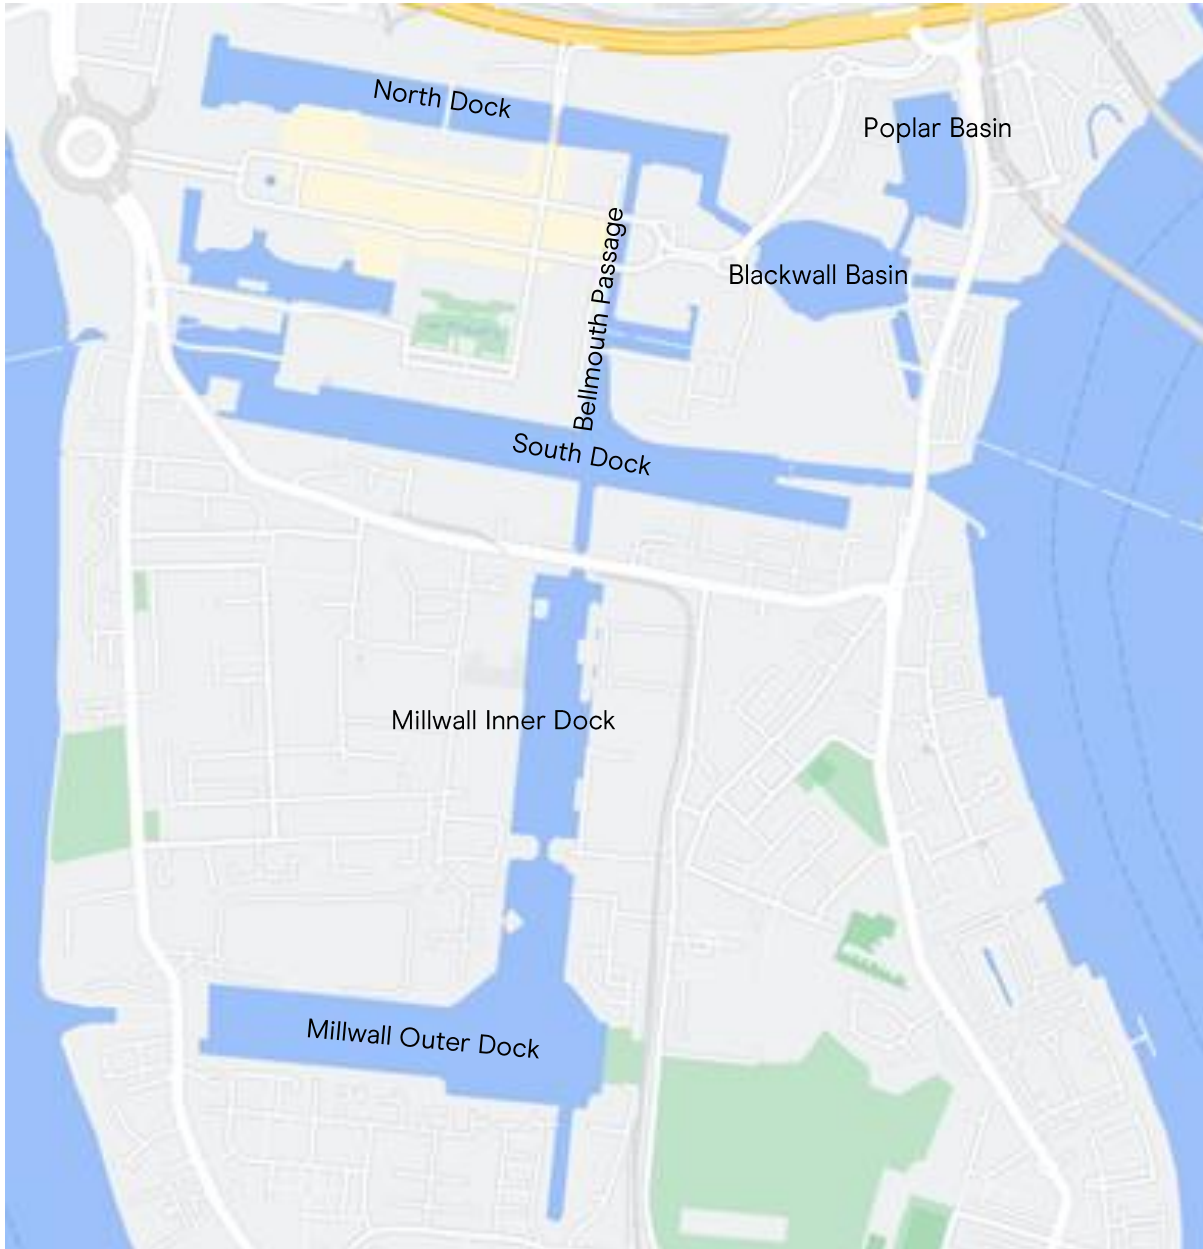 North Dock
Poplar Basin
Bellmouth Passage
Blackwall Basin
South Dock
Millwall Inner Dock
Millwall Outer Dock